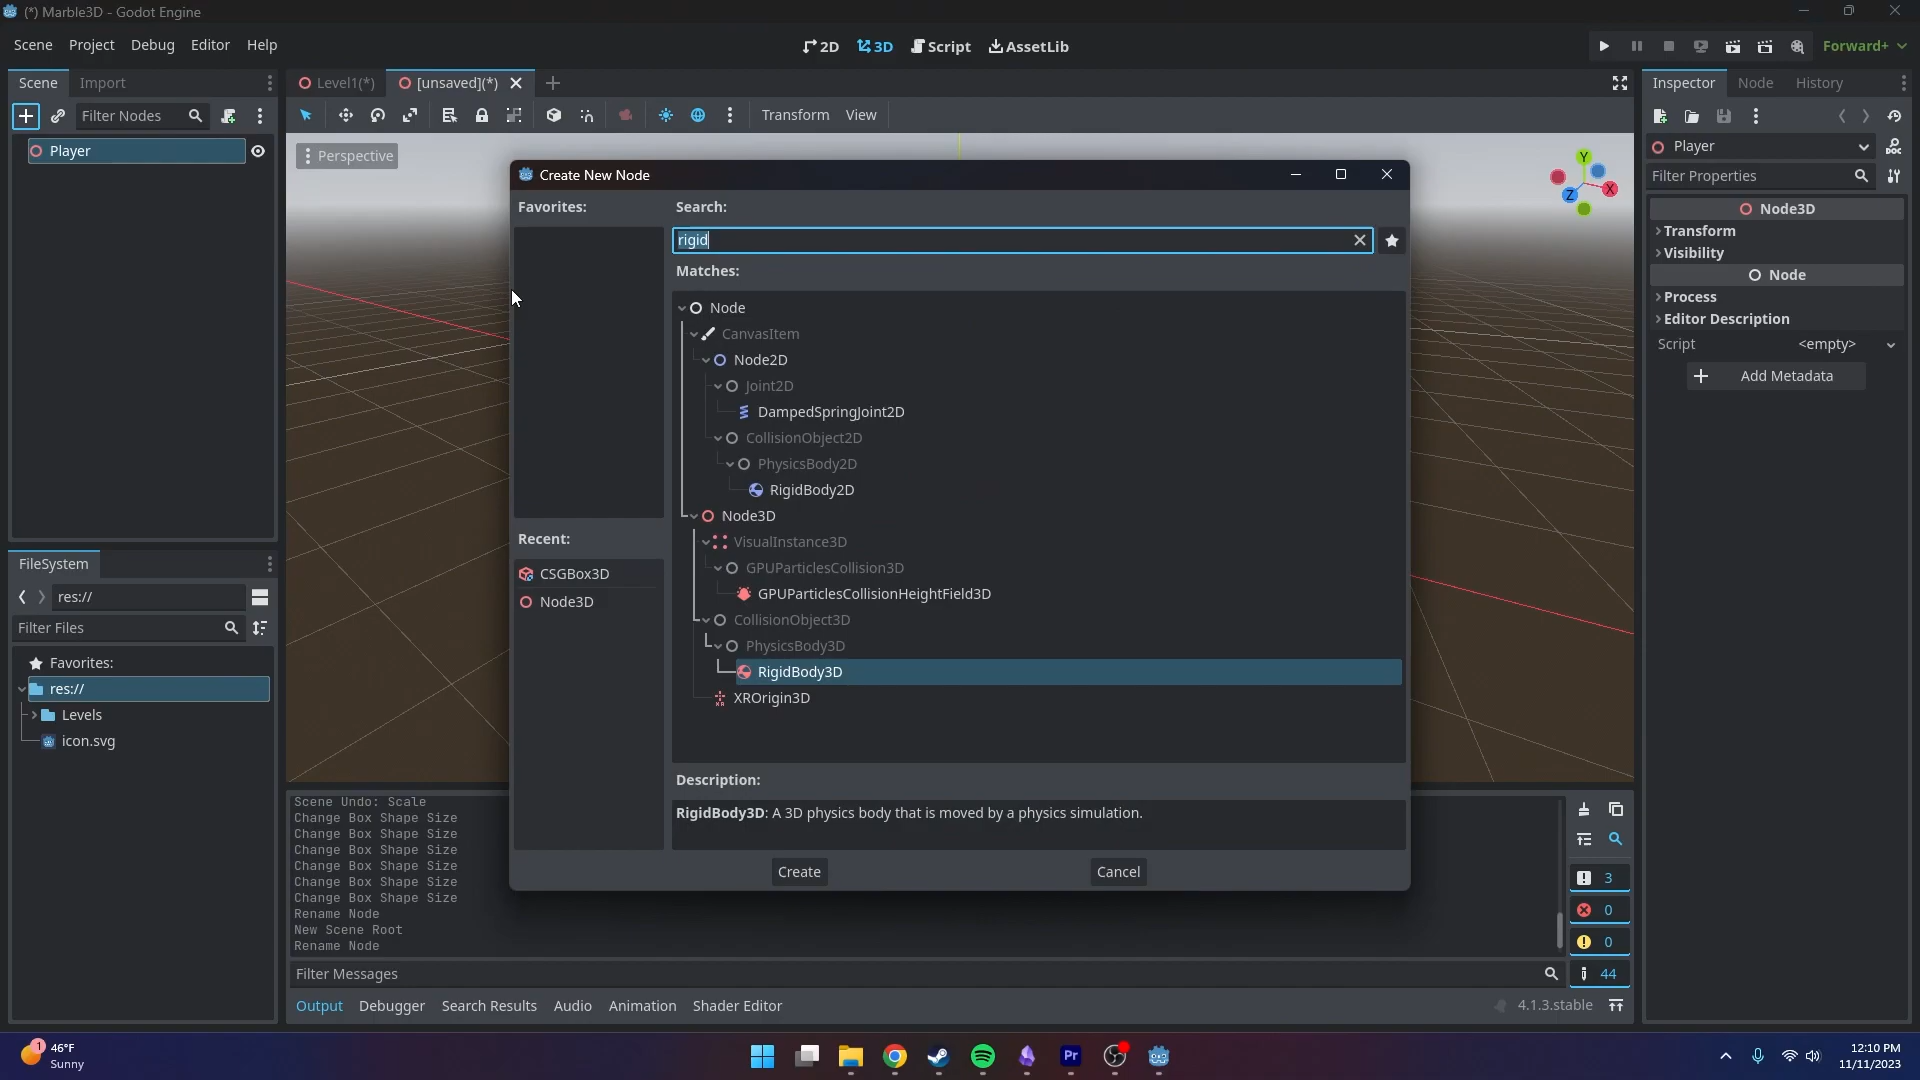 (*) Marble3D - Godot Engine
Scene Project Debug Editor Help
2D 3D Script AssetLib
Forward+
Scene Import
Filter Nodes
Player
Level1(*) [unsaved](*)
Transform View
Perspective
Y
X
Z
Create New Node
Favorites:
Search:
rigid
Matches:
Node
CanvasItem
Node2D
Joint2D
DampedSpringJoint2D
CollisionObject2D
PhysicsBody2D
RigidBody2D
Node3D
VisualInstance3D
GPUParticlesCollision3D
GPUParticlesCollisionHeightField3D
CollisionObject3D
PhysicsBody3D
RigidBody3D
XROrigin3D
Recent:
CSGBox3D
Node3D
Description:
RigidBody3D: A 3D physics body that is moved by a physics simulation.
Create Cancel
Inspector Node History
Player
Filter Properties
Node3D
Transform
Visibility
Node
Process
Editor Description
Script <empty>
Add Metadata
FileSystem
res://
Filter Files
Favorites:
res://
Levels
icon.svg
Scene Undo: Scale
Change Box Shape Size
Change Box Shape Size
Change Box Shape Size
Change Box Shape Size
Change Box Shape Size
Change Box Shape Size
Rename Node
New Scene Root
Rename Node
3
0
0
44
Filter Messages
Output Debugger Search Results Audio Animation Shader Editor
4.1.3.stable
1
46°F
Sunny
Pr
12:10 PM
11/11/2023